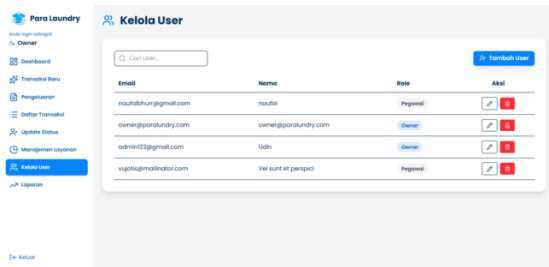 Para Laundry
Anda login sebagai:
Owner
Dashboard
Transaksi Baru
Pengeluaran
Daftar Transaksi
Update Status
Manajemen Layanan
Kelola User
Laporan
Keluar
Kelola User
Cari user...
Tambah User
Email Nama Role Aksi
naufalbhurr@gmail.com naufal Pegawai
owner@paralundry.com owner@paralundry.com Owner
admin123@gmail.com Udin Owner
vujotis@mailinator.com Vel sunt et perspici Pegawai